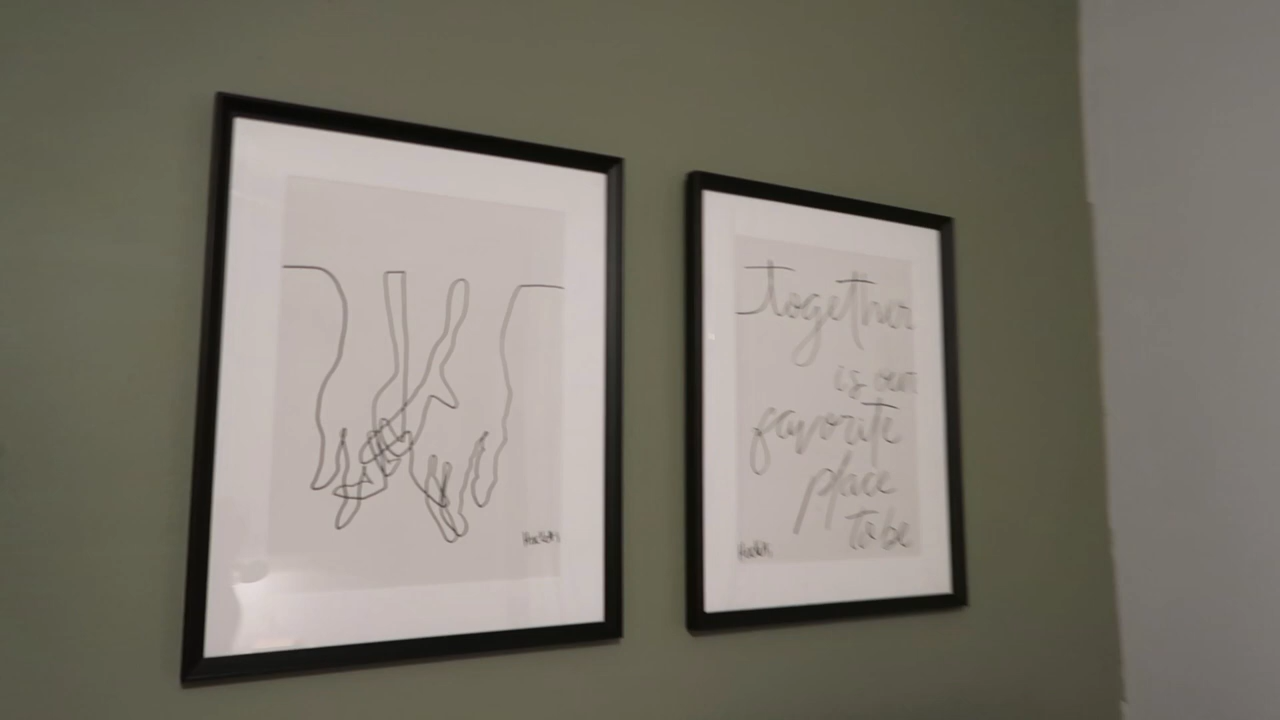 together
is our
favorite
place
to be